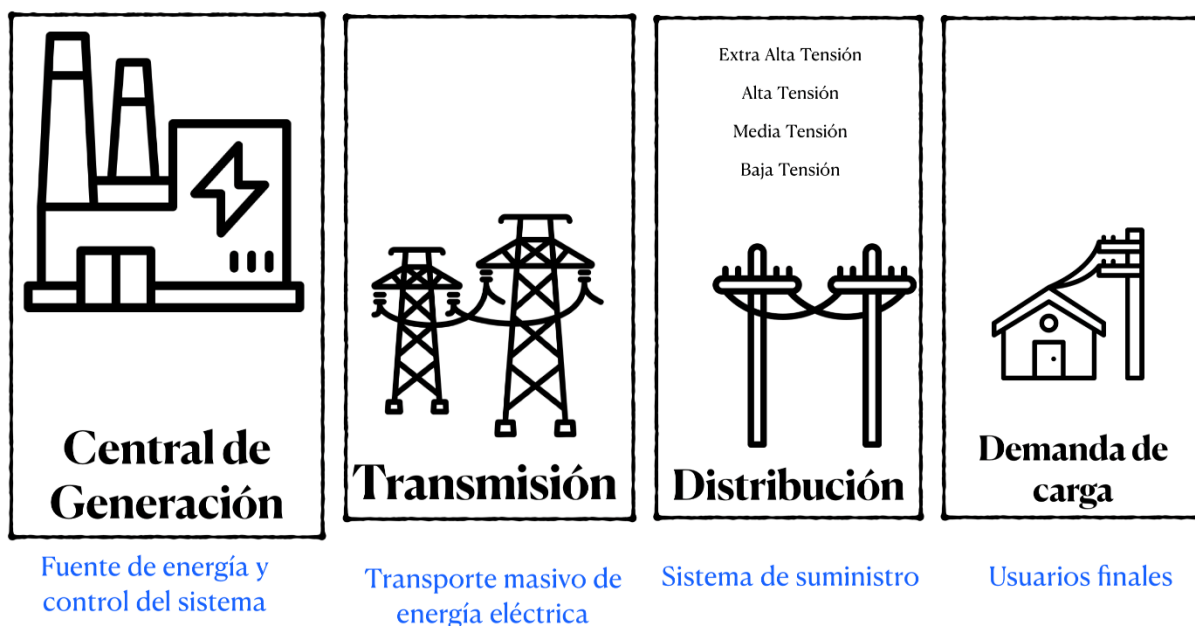 Central de
Generación
Fuente de energía y
control del sistema
Transmisión
Transporte masivo de
energía eléctrica
Extra Alta Tensión
Alta Tensión
Media Tensión
Baja Tensión
Distribución
Sistema de suministro
Demanda de
carga
Usuarios finales